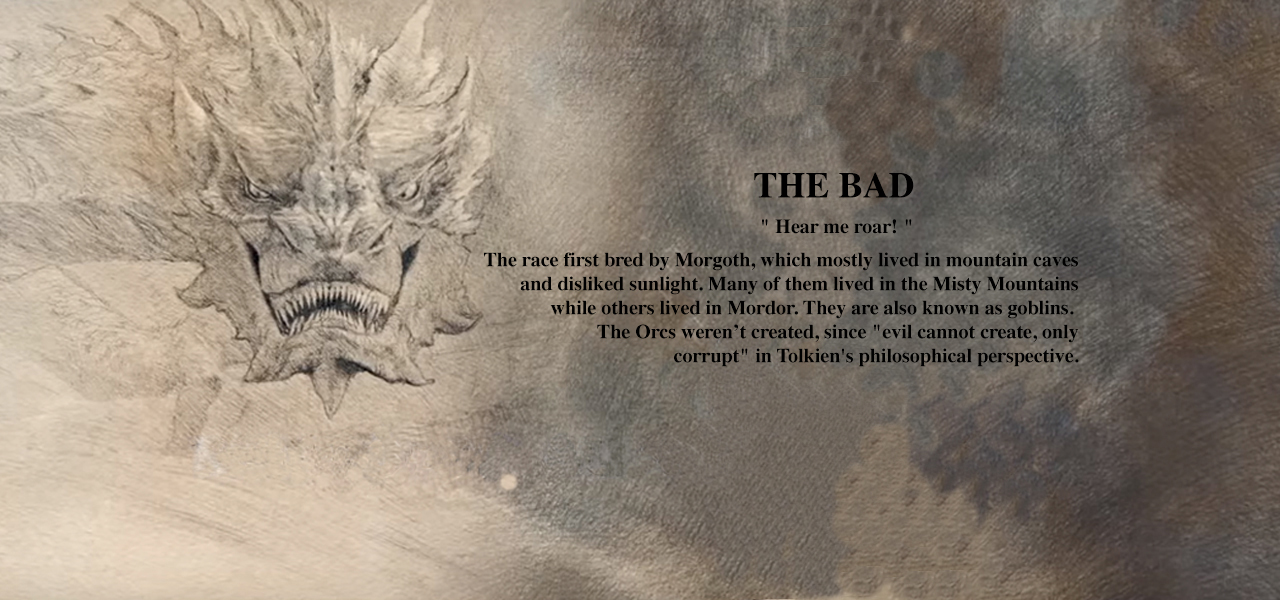 THE BAD
" Hear me roar! "
The race first bred by Morgoth, which mostly lived in mountain caves
and disliked sunlight. Many of them lived in the Misty Mountains
while others lived in Mordor. They are also known as goblins.
The Orcs weren’t created, since "evil cannot create, only
corrupt" in Tolkien's philosophical perspective.